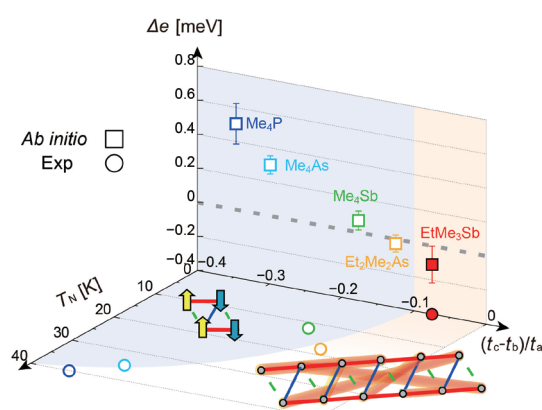 Δe [meV]
0.8
0.6
0.4
0.2
0
−0.2
−0.4
Ab initio
Exp
Me₄P
Me₄As
Me₄Sb
Et₂Me₂As
EtMe₃Sb
−0.4
−0.3
−0.2
−0.1
0
(tc-tb)/ta
TN [K]
10
20
30
40